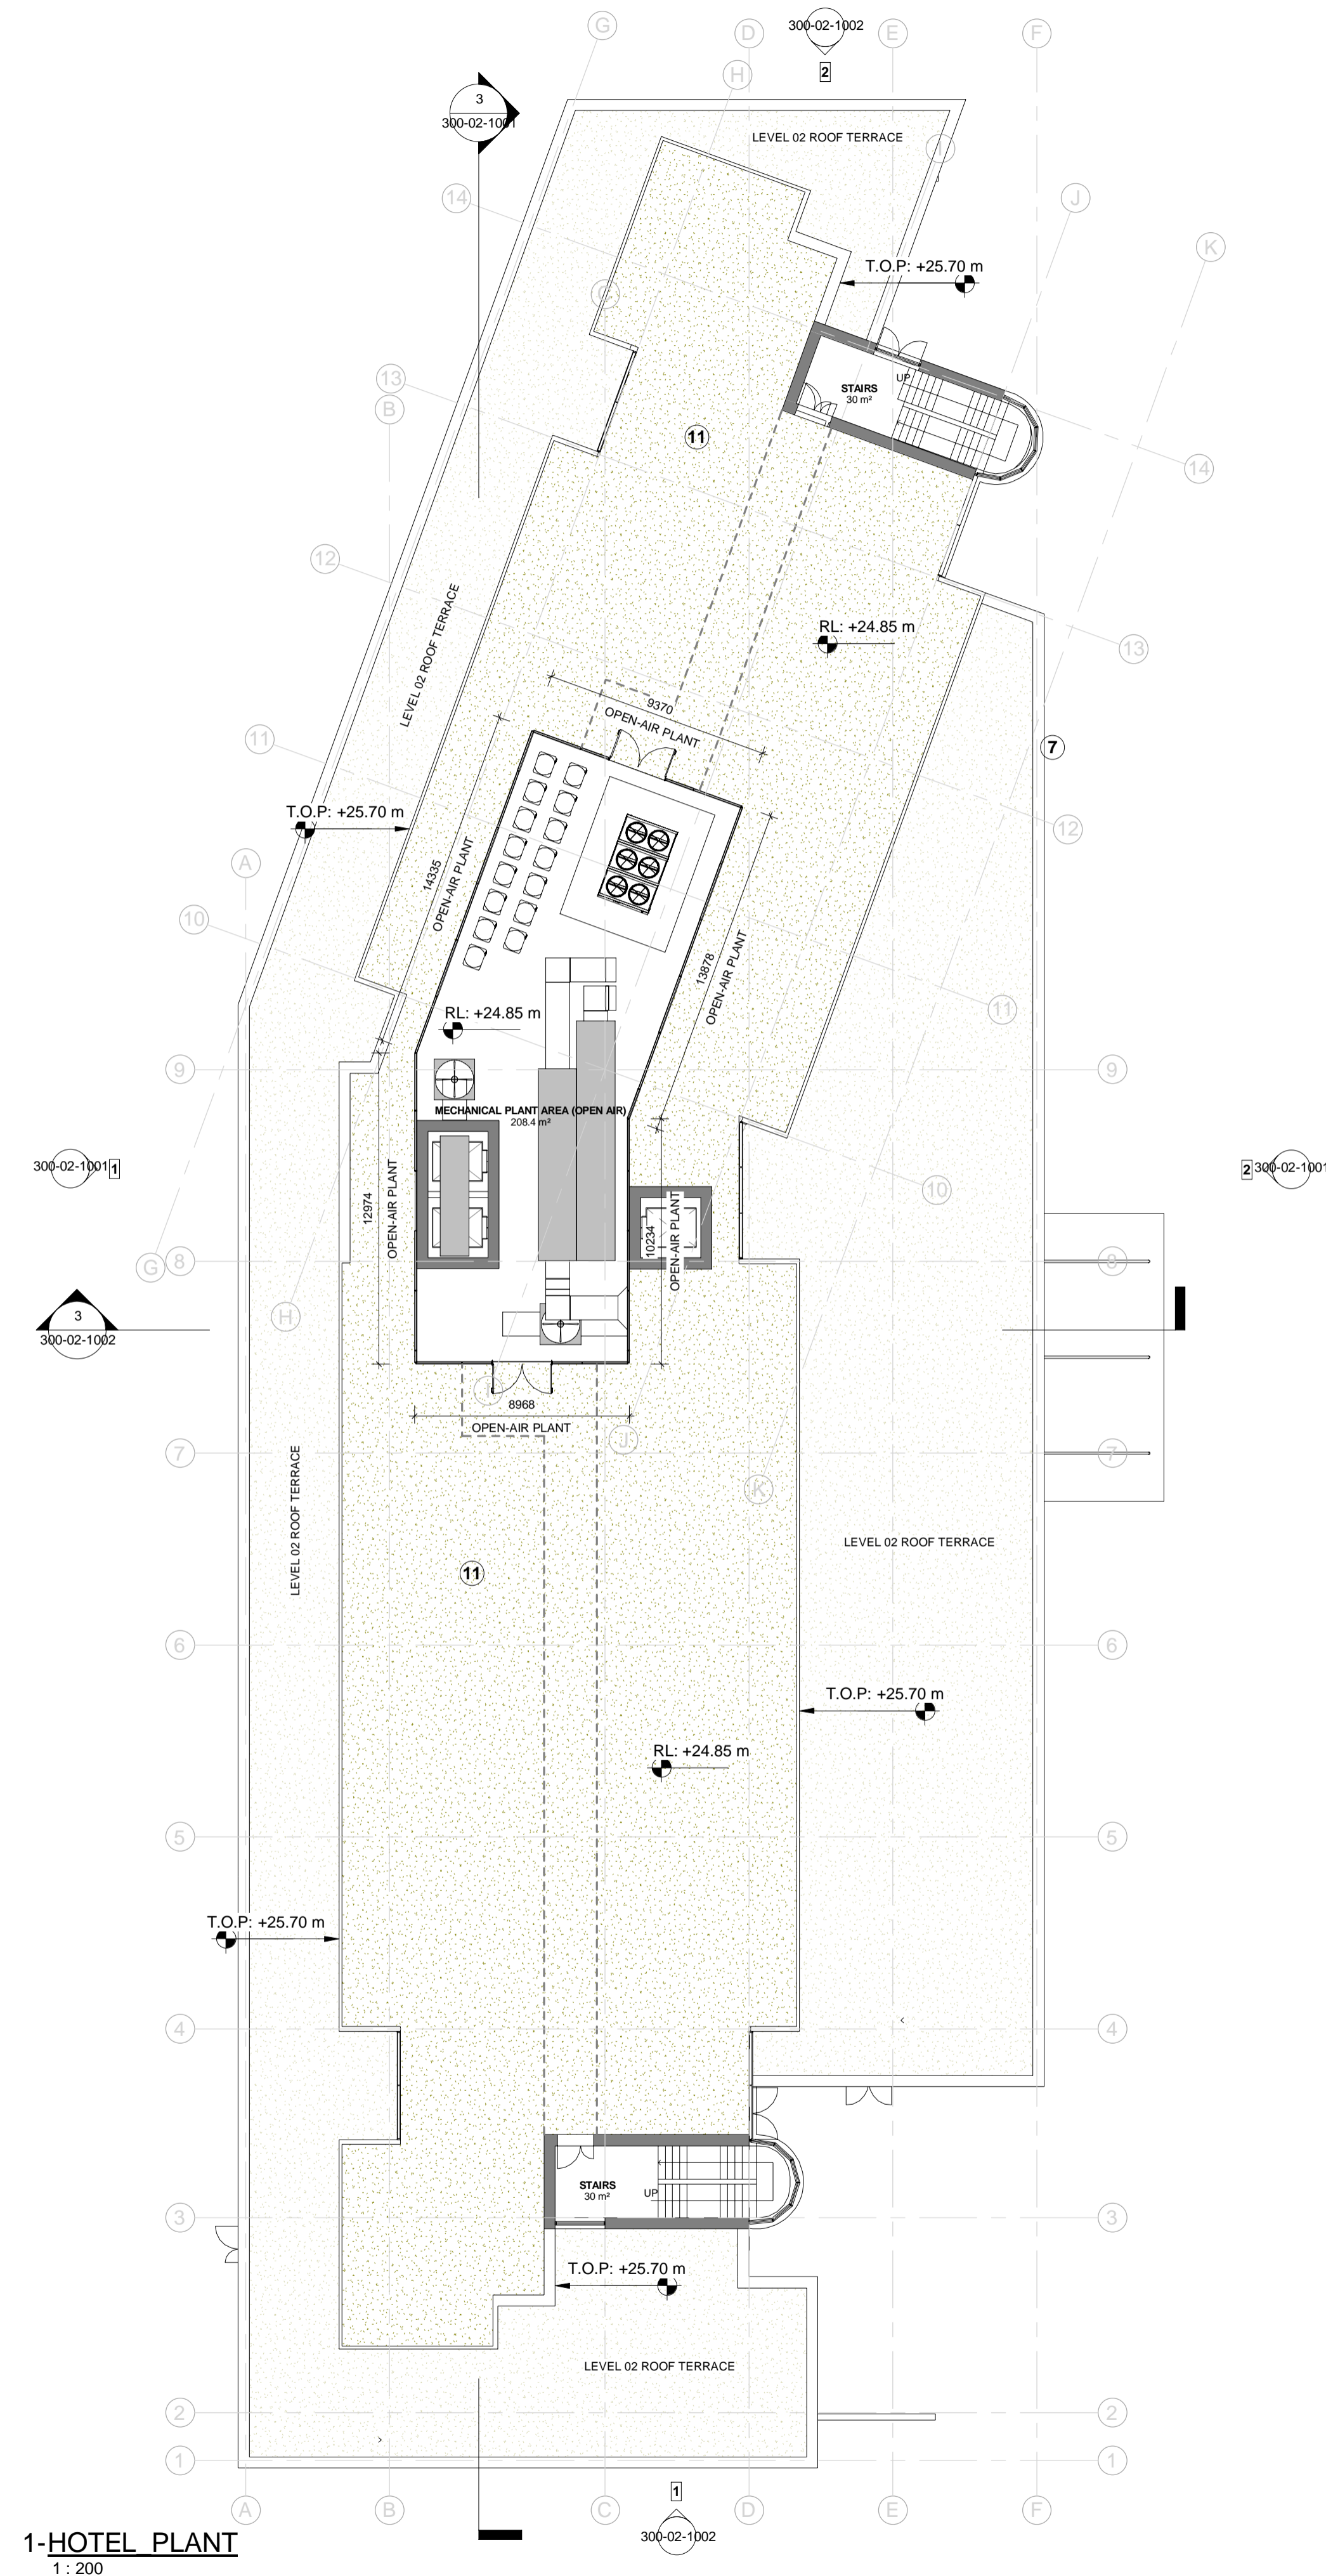 G
D
300-02-1002
E
F
2
H
3
300-02-1001
LEVEL 02 ROOF TERRACE
I
14
J
K
T.O.P: +25.70 m
C
13
B
UP
STAIRS
30 m²
11
14
12
LEVEL 02 ROOF TERRACE
RL: +24.85 m
13
9370
OPEN-AIR PLANT
11
7
T.O.P: +25.70 m
12
14335
OPEN-AIR PLANT
A
10
13878
OPEN-AIR PLANT
RL: +24.85 m
11
9
9
MECHANICAL PLANT AREA (OPEN AIR)
208.4 m²
300-02-1001
1
2
300-02-1001
12974
OPEN-AIR PLANT
10
10234
OPEN-AIR PLANT
G
8
8
H
3
300-02-1002
I
8968
OPEN-AIR PLANT
J
7
7
K
LEVEL 02 ROOF TERRACE
LEVEL 02 ROOF TERRACE
11
6
6
T.O.P: +25.70 m
RL: +24.85 m
5
5
T.O.P: +25.70 m
4
4
STAIRS
30 m²
UP
3
3
T.O.P: +25.70 m
LEVEL 02 ROOF TERRACE
2
2
1
1
1
A
B
C
D
E
F
300-02-1002
1-HOTEL_PLANT
1 : 200